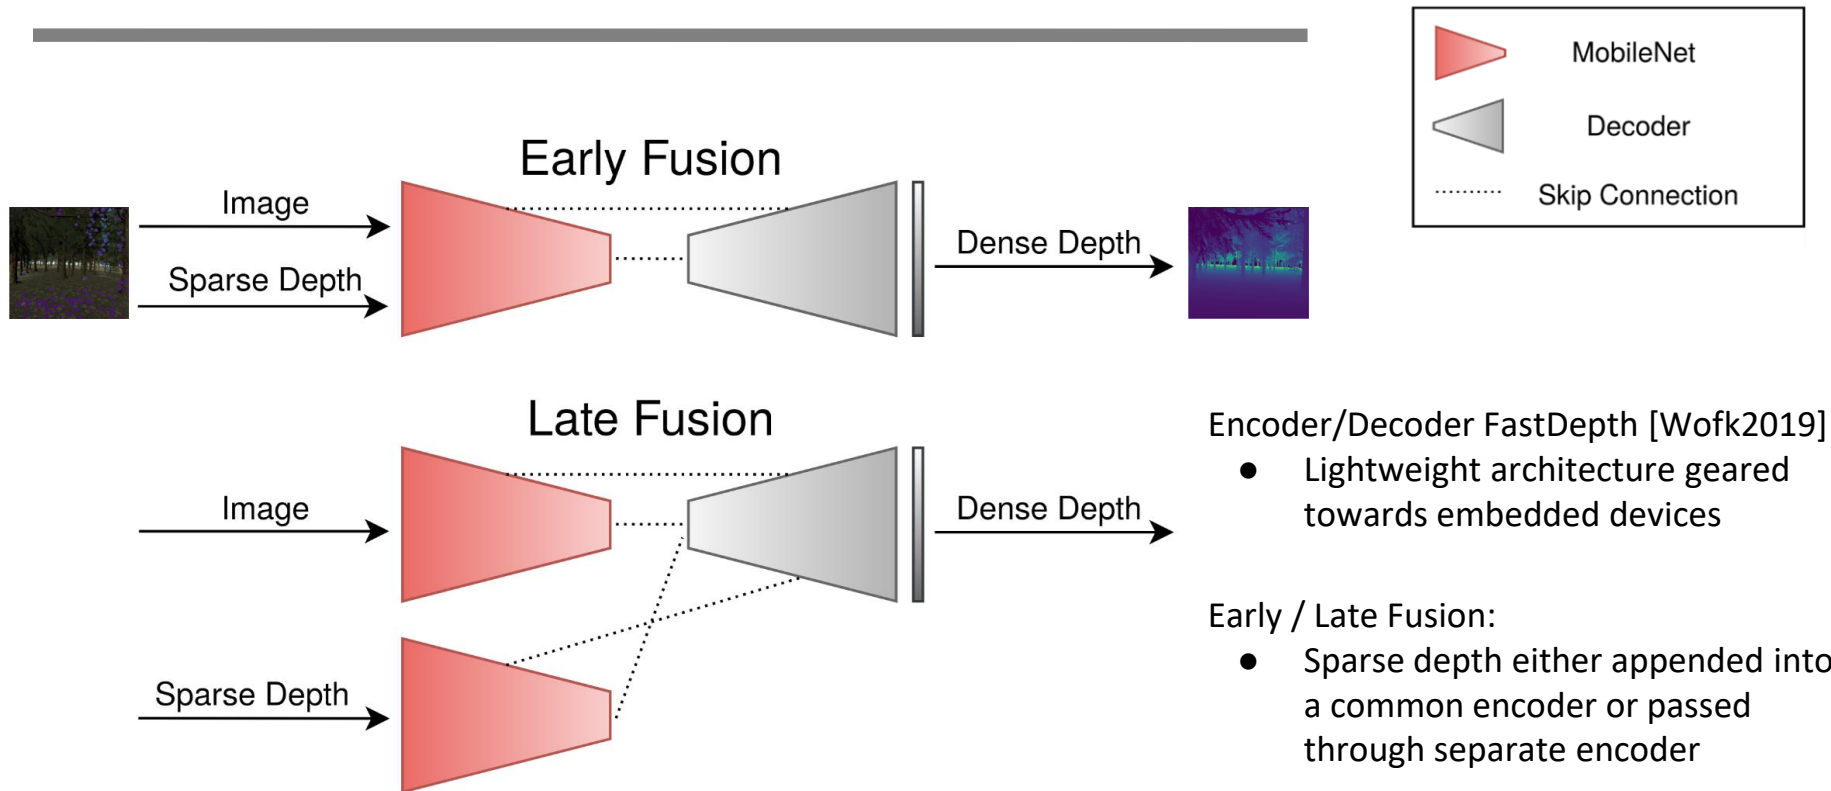 MobileNet
Decoder
Skip Connection
Early Fusion
Image
Sparse Depth
Dense Depth
Late Fusion
Image
Sparse Depth
Dense Depth
Encoder/Decoder FastDepth [Wofk2019]
● Lightweight architecture geared
towards embedded devices
Early / Late Fusion:
● Sparse depth either appended into
a common encoder or passed
through separate encoder